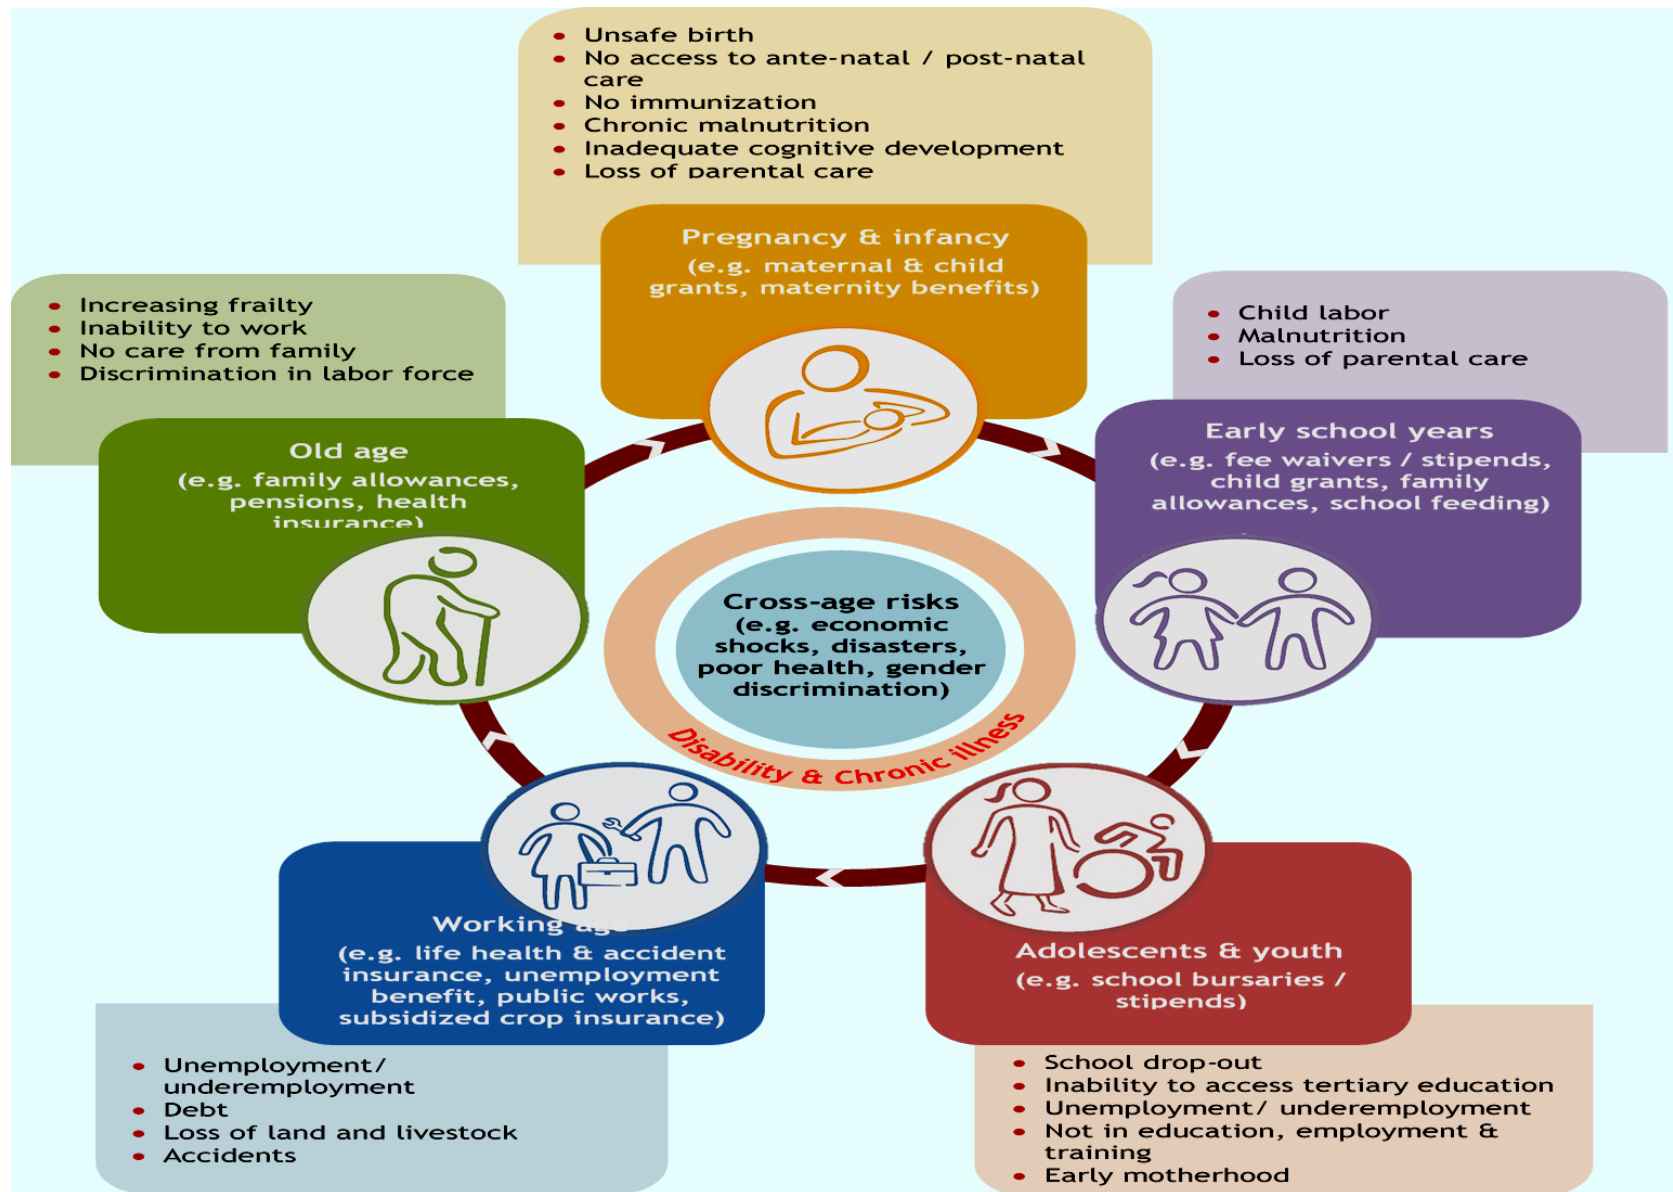 • Unsafe birth
• No access to ante-natal / post-natal
care
• No immunization
• Chronic malnutrition
• Inadequate cognitive development
• Loss of parental care
Pregnancy & infancy
(e.g. maternal & child
grants, maternity benefits)
• Increasing frailty
• Inability to work
• No care from family
• Discrimination in labor force
Old age
(e.g. family allowances,
pensions, health
insurance)
• Child labor
• Malnutrition
• Loss of parental care
Early school years
(e.g. fee waivers / stipends,
child grants, family
allowances, school feeding)
Cross-age risks
(e.g. economic
shocks, disasters,
poor health, gender
discrimination)
Disability & Chronic illness
Working age
(e.g. life health & accident
insurance, unemployment
benefit, public works,
subsidized crop insurance)
• Unemployment/
underemployment
• Debt
• Loss of land and livestock
• Accidents
Adolescents & youth
(e.g. school bursaries /
stipends)
• School drop-out
• Inability to access tertiary education
• Unemployment/ underemployment
• Not in education, employment &
training
• Early motherhood